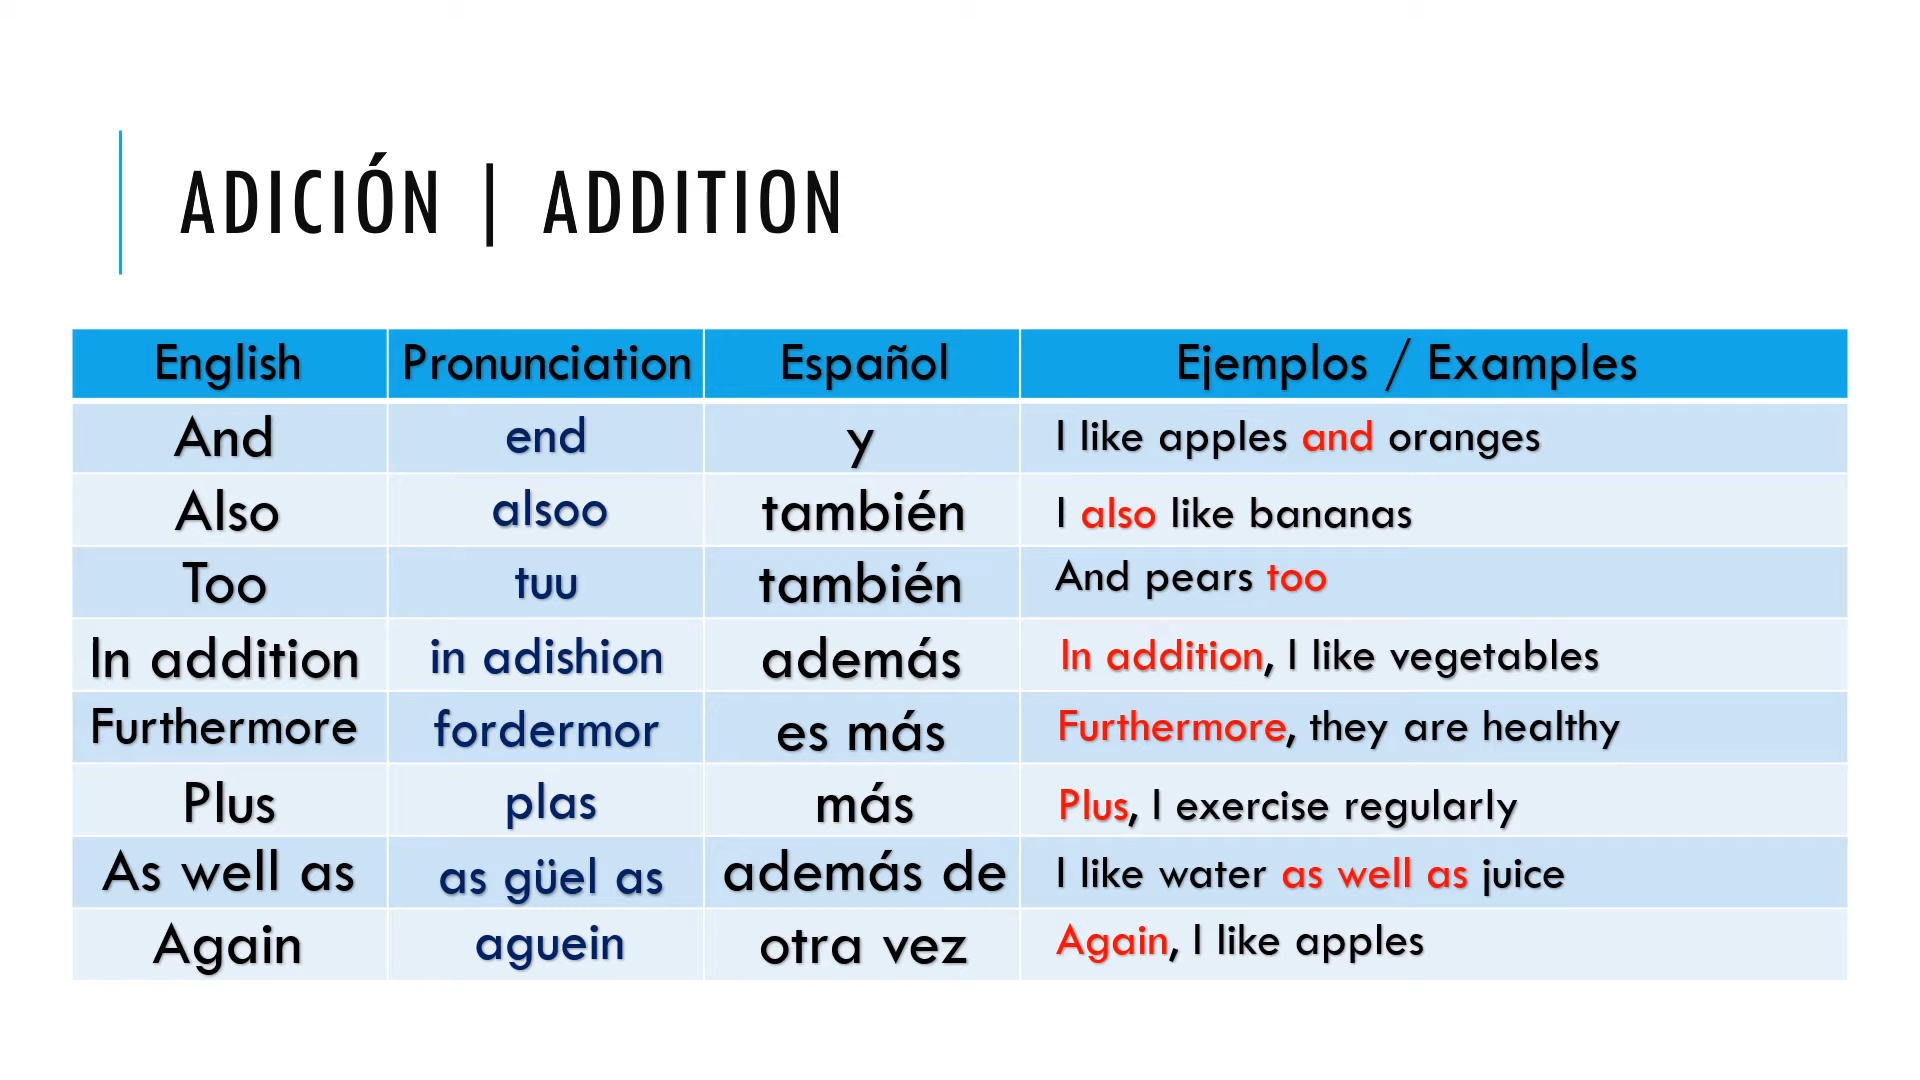 ADICIÓN | ADDITION
English Pronunciation Español Ejemplos / Examples
And end y I like apples and oranges
Also alsoo también I also like bananas
Too tuu también And pears too
In addition in adishion además In addition, I like vegetables
Furthermore fordermor es más Furthermore, they are healthy
Plus plas más Plus, I exercise regularly
As well as as güel as además de I like water as well as juice
Again aguein otra vez Again, I like apples